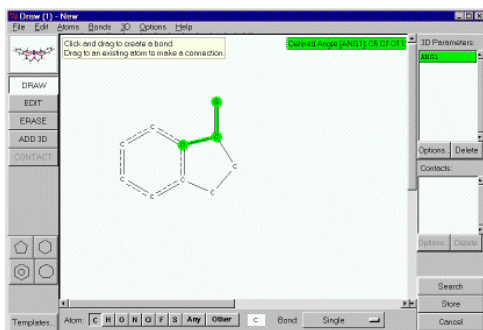 Draw (1) - New
File Edit Atoms Bonds 3D Options Help
Click and drag to create a bond.
Drag to an existing atom to make a connection.
Defined Angle [ANG1]: C5 C7 O11
3D Parameters:
ANG1
DRAW
EDIT
ERASE
ADD 3D
CONTACT
Options... Delete
Contacts:
O
C
C
C
C
C
C
C
C
C
Options... Delete
Search
Store
Cancel
Templates...
Atom: C H O N Cl F S Any Other C Bond: Single